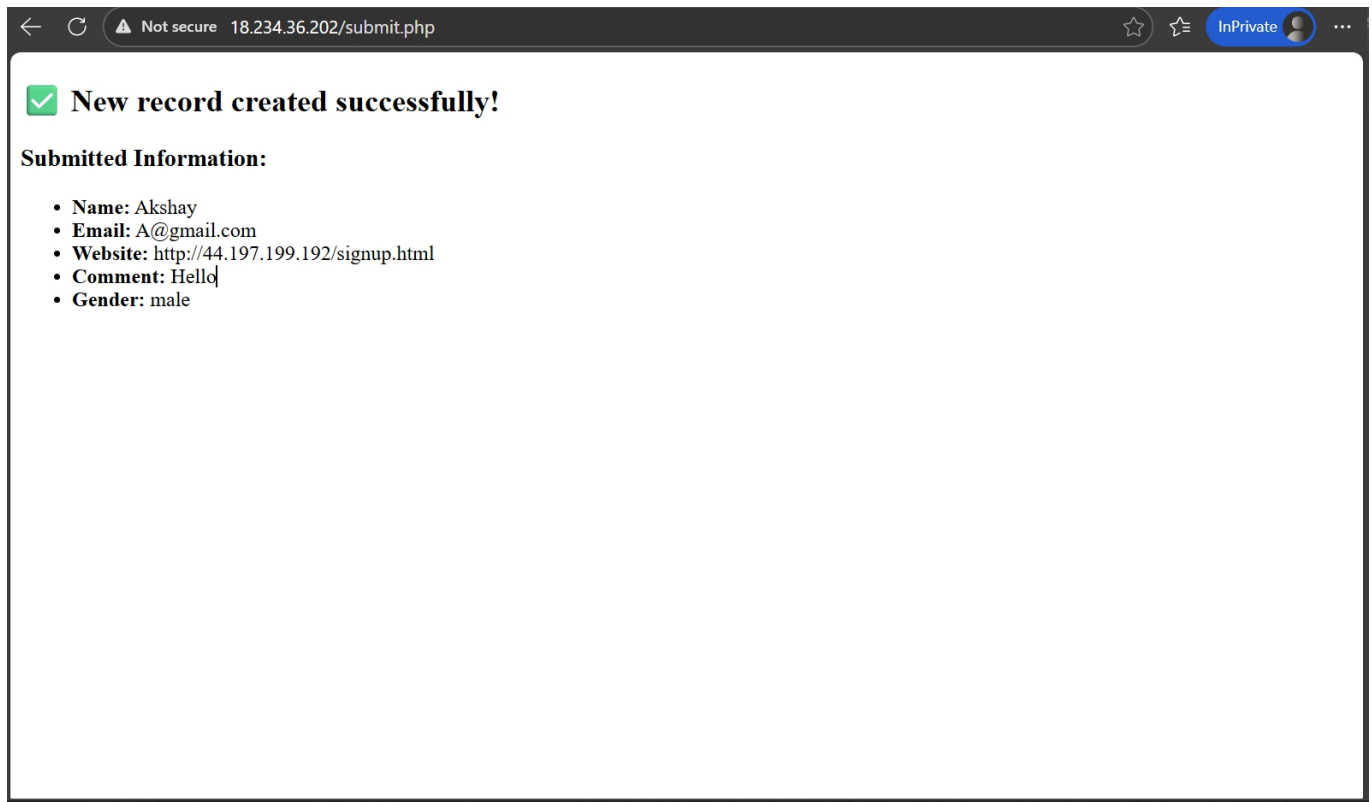 Not secure 18.234.36.202/submit.php InPrivate
✅ New record created successfully!
Submitted Information:
• Name: Akshay
• Email: A@gmail.com
• Website: http://44.197.199.192/signup.html
• Comment: Hello
• Gender: male